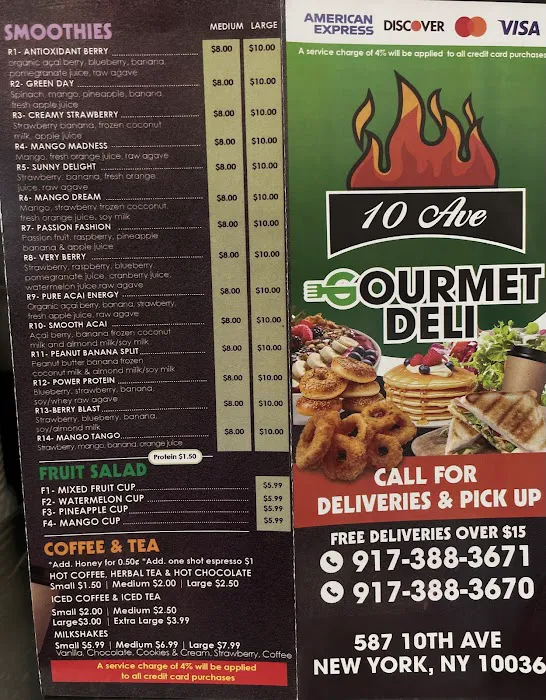 SMOOTHIES MEDIUM LARGE
R1- ANTIOXIDANT BERRY $8.00 $10.00
organic açai berry, blueberry, banana,
pomegranate juice, raw agave
R2- GREEN DAY $8.00 $10.00
Spinach, mango, pineapple, banana,
fresh apple juice
R3- CREAMY STRAWBERRY $8.00 $10.00
Strawberry banana, frozen coconut
milk, apple juice
R4- MANGO MADNESS $8.00 $10.00
Mango, fresh orange juice, raw agave
R5- SUNNY DELIGHT $8.00 $10.00
Strawberry, banana, fresh orange
juice, raw agave
R6- MANGO DREAM $8.00 $10.00
Mango, strawberry frozen cocconut,
fresh orange juice, soy milk
R7- PASSION FASHION $8.00 $10.00
Passion fruit, raspberry, pineapple
banana & apple juice
R8- VERY BERRY $8.00 $10.00
Strawberry, raspberry, blueberry
pomegranate juice, cranberry juice,
watermelon juice,raw agave
R9- PURE ACAI ENERGY $8.00 $10.00
Organic açai berry, banana, strawberry,
fresh apple juice, raw agave
R10- SMOOTH ACAI $8.00 $10.00
Açai berry, banana frozen coconut
milk and almond milk/soy milk
R11- PEANUT BANANA SPLIT $8.00 $10.00
Peanut butter banana frozen
coconut milk & almond milk/soy milk
R12- POWER PROTEIN $8.00 $10.00
Blueberry, strawberry, banana,
soy/whey raw agave
R13-BERRY BLAST $8.00 $10.00
Strawberry, blueberry, banana,
soy/almond milk
R14- MANGO TANGO $8.00 $10.00
Strawberry, mango, banana, orange juice
Protein $1.50
FRUIT SALAD
F1- MIXED FRUIT CUP $5.99
F2- WATERMELON CUP $5.99
F3- PINEAPPLE CUP $5.99
F4- MANGO CUP $5.99
COFFEE & TEA
*Add. Honey for 0.50¢ *Add. one shot espresso $1
HOT COFFEE, HERBAL TEA & HOT CHOCOLATE
Small $1.50 | Medium $2.00 | Large $2.50
ICED COFFEE & ICED TEA
Small $2.00 | Medium $2.50
Large$3.00 | Extra Large $3.99
MILKSHAKES
Small $5.99 | Medium $6.99 | Large $7.99
Vanilla, Chocolate, Cookies & Cream, Strawberry, Coffee
A service charge of 4% will be applied
to all credit card purchases
AMERICAN
EXPRESS DISCOVER VISA
A service charge of 4% will be applied to all credit card purchases
10 Ave
GOURMET
DELI
CALL FOR
DELIVERIES & PICK UP
FREE DELIVERIES OVER $15
917-388-3671
917-388-3670
587 10TH AVE
NEW YORK, NY 10036